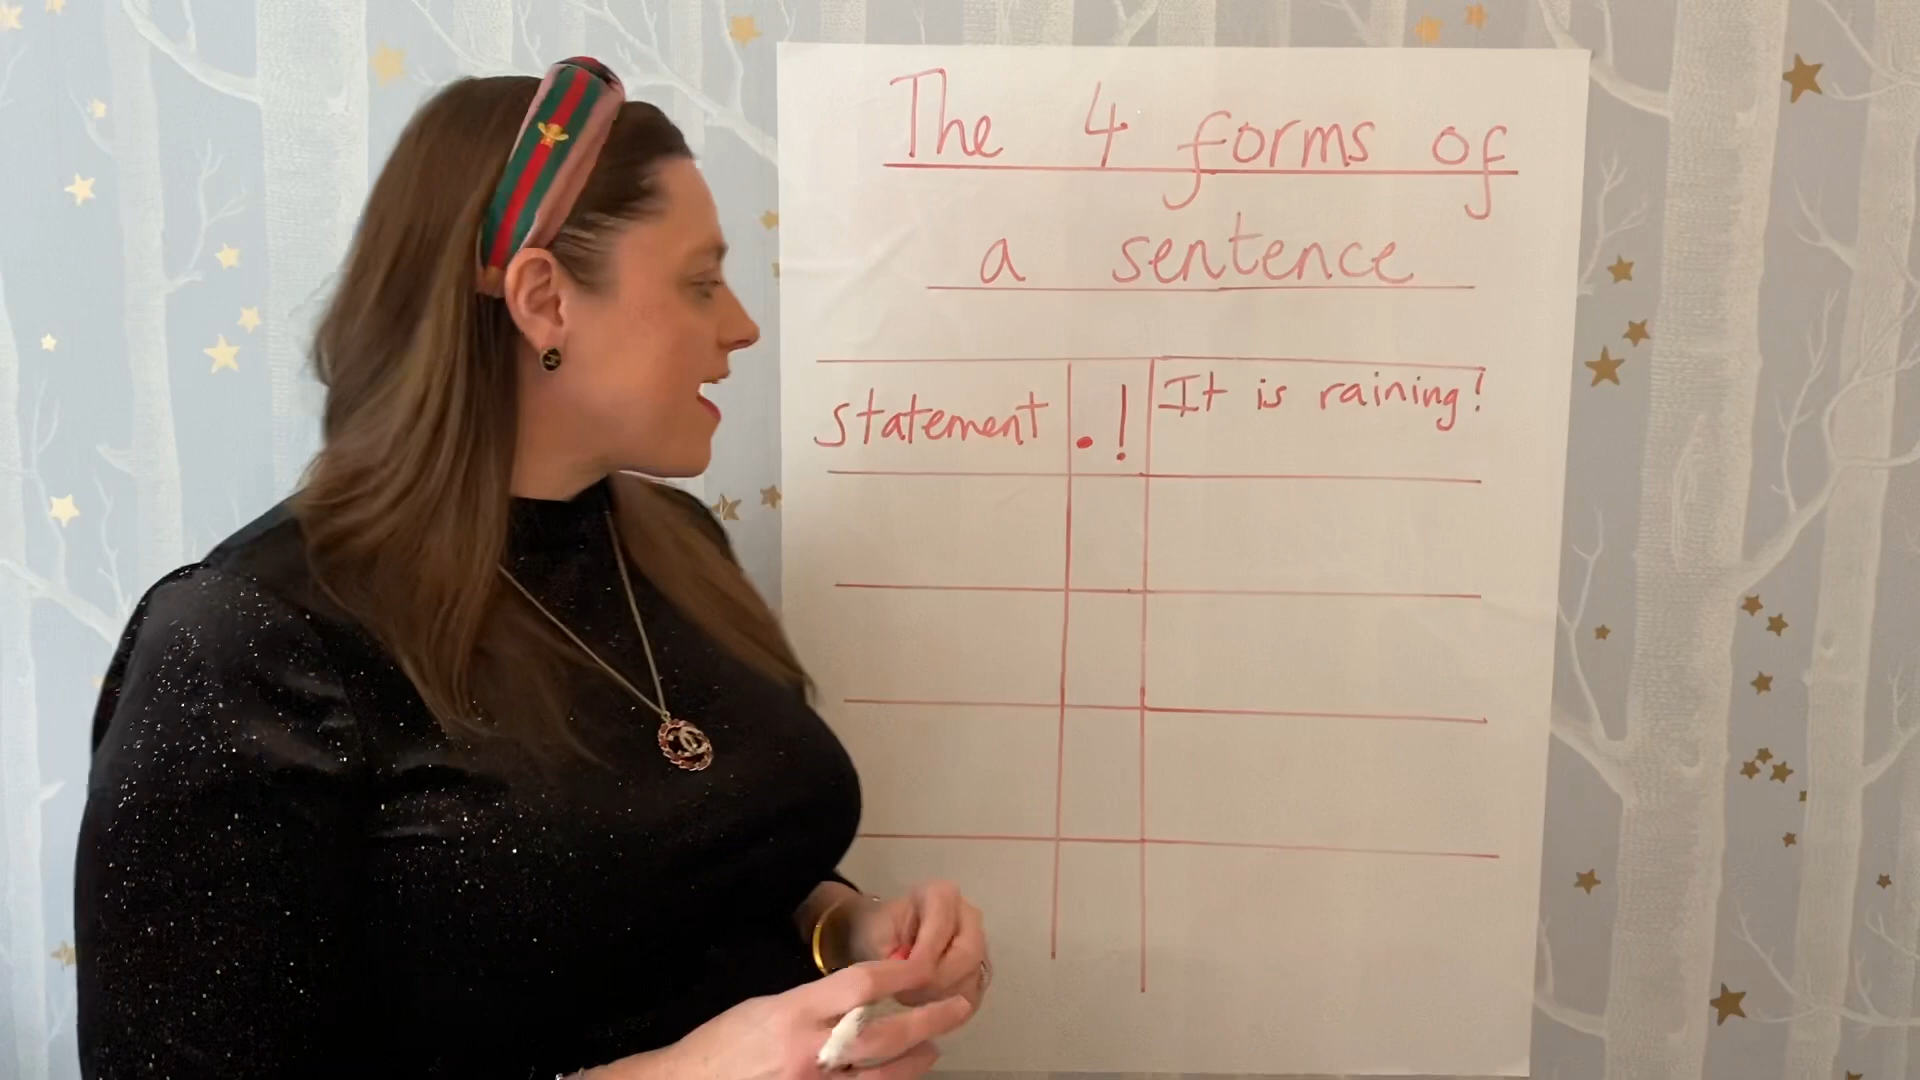 The 4 forms of
a sentence
statement . ! It is raining!